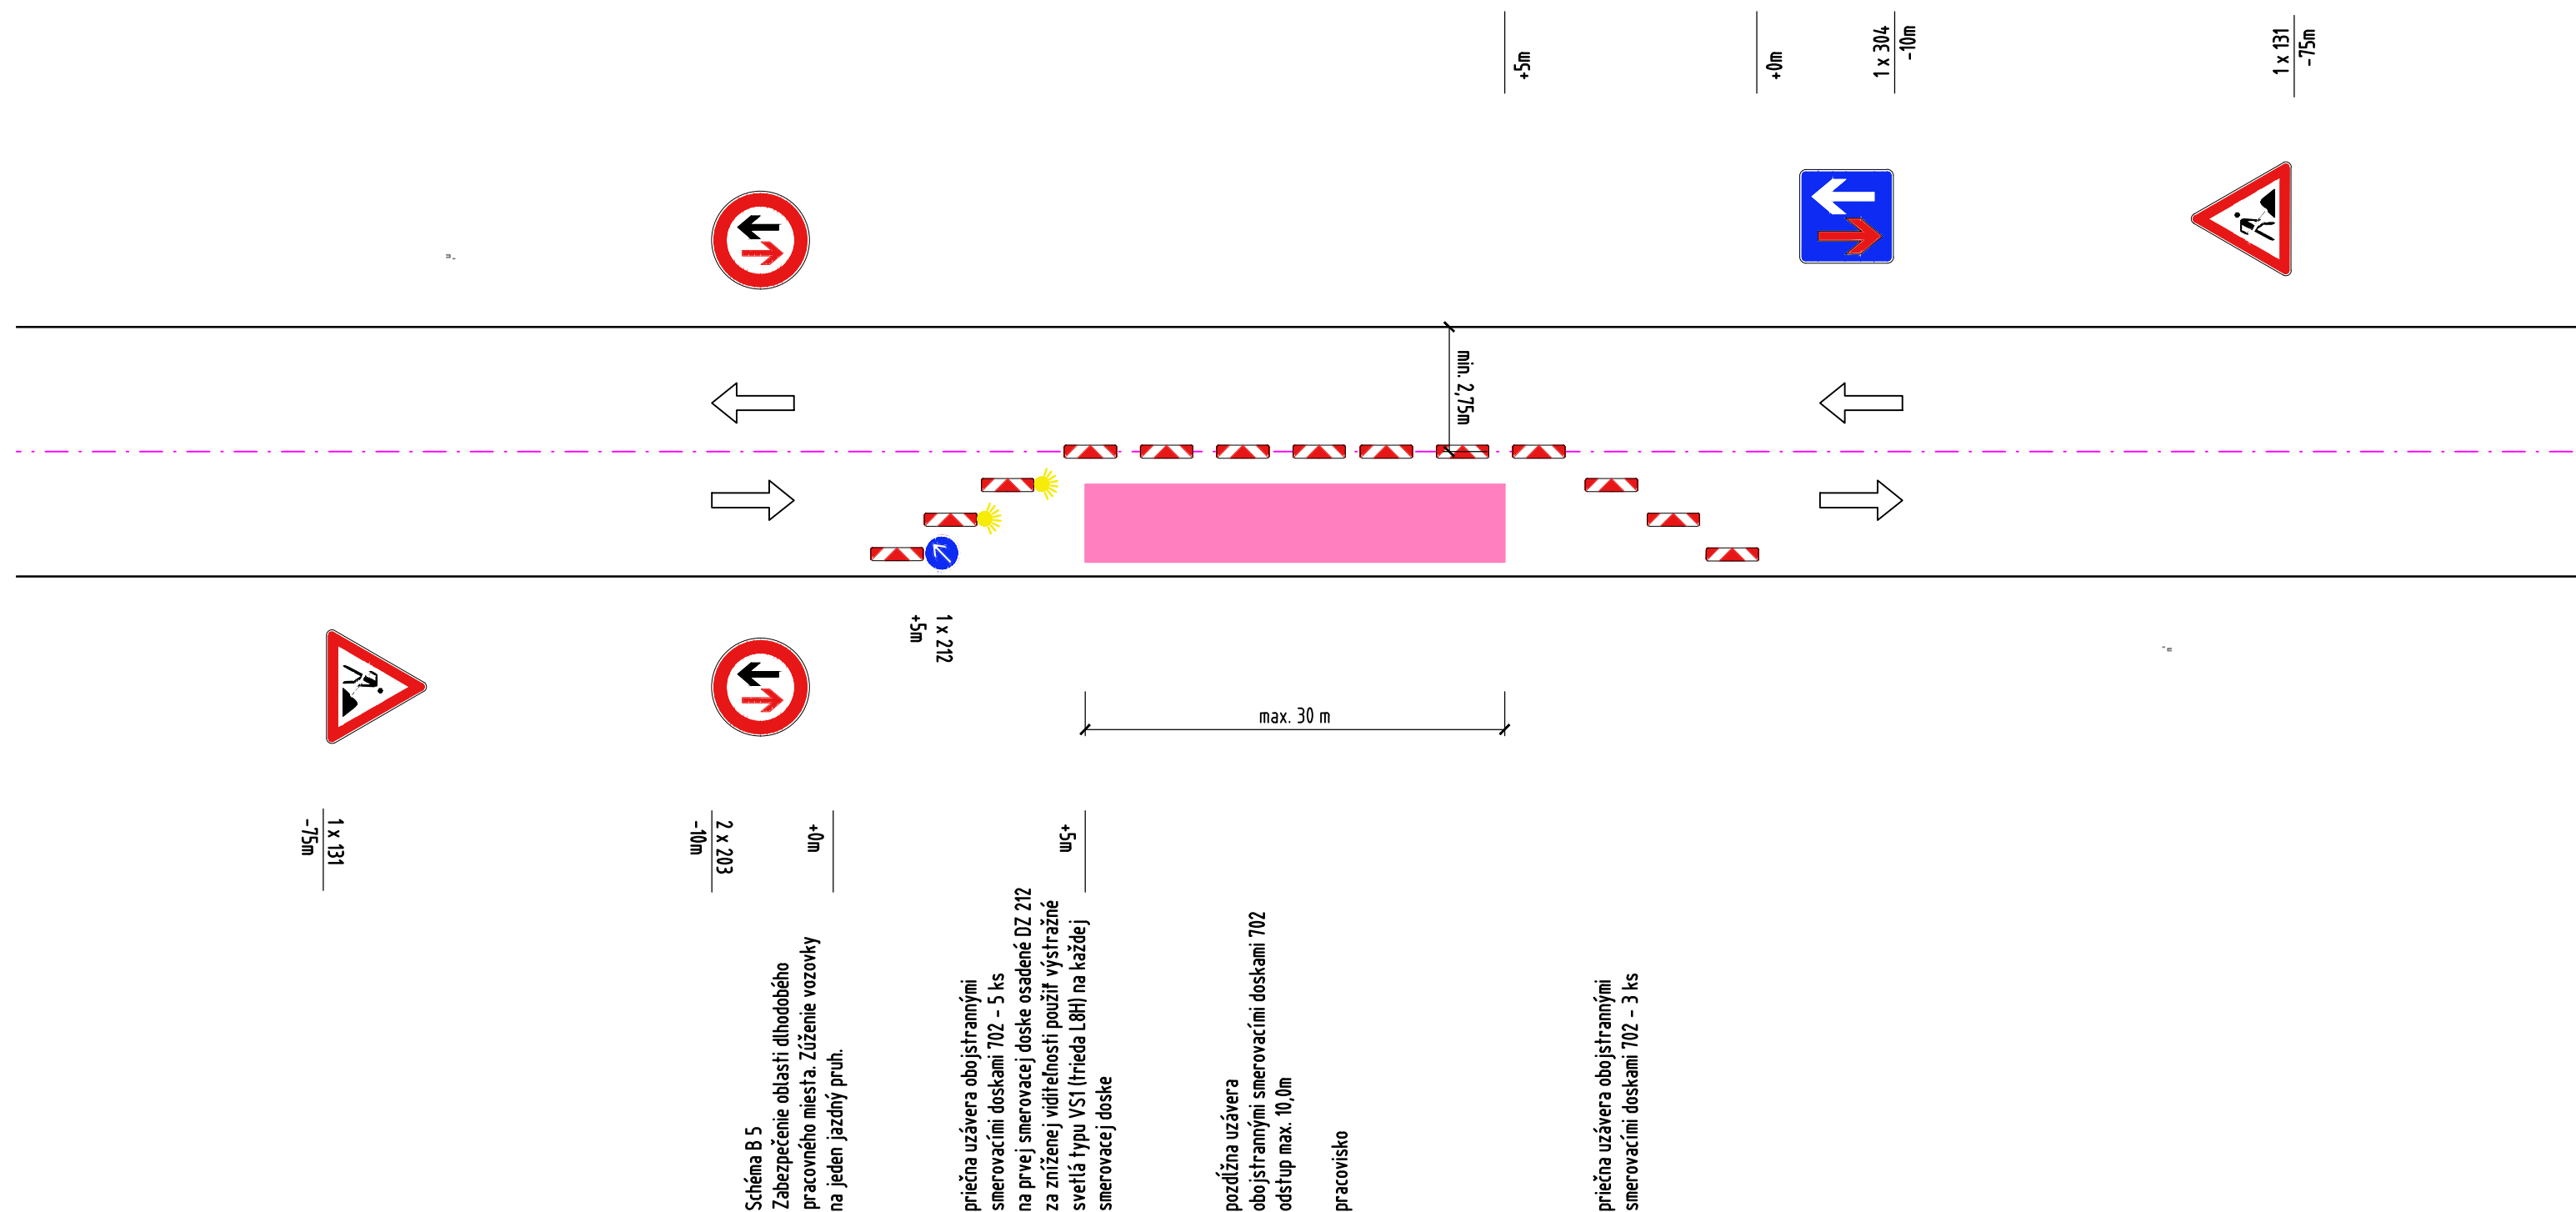 +5m
+0m
1 x 304
-10m
1 x 131
-75m
min. 2,75m
1 x 212
+5m
max. 30 m
1 x 131
-75m
2 x 203
-10m
+0m
+5m
Schéma B 5
Zabezpečenie oblasti dlhodobého
pracovného miesta. Zúženie vozovky
na jeden jazdný pruh.
priečna uzávera obojstrannými
smerovacími doskami 702 - 5 ks
na prvej smerovacej doske osadené DZ 212
za zníženej viditeľnosti použiť výstražné
svetlá typu VS1 (trieda L8H) na každej
smerovacej doske
pozdĺžna uzávera
obojstrannými smerovacími doskami 702
odstup max. 10,0m
pracovisko
priečna uzávera obojstrannými
smerovacími doskami 702 - 3 ks